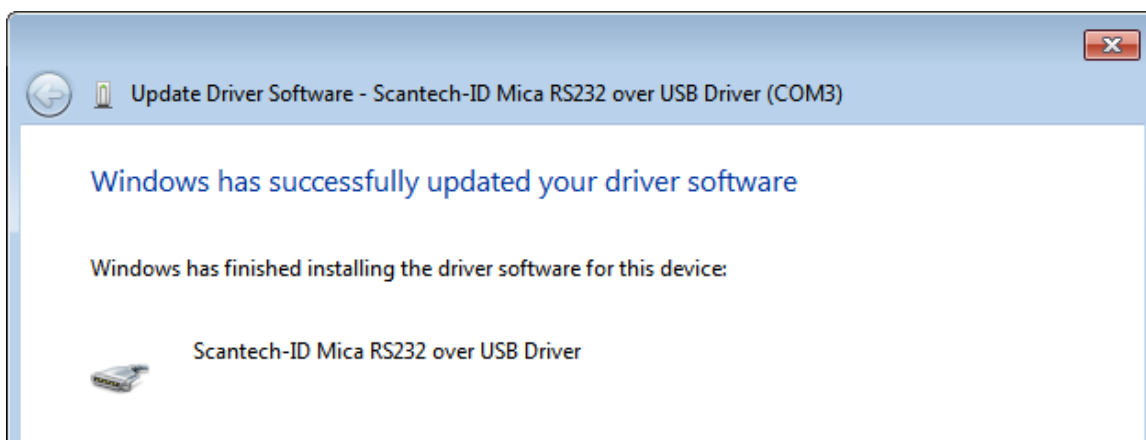 Update Driver Software - Scantech-ID Mica RS232 over USB Driver (COM3)
Windows has successfully updated your driver software
Windows has finished installing the driver software for this device:
Scantech-ID Mica RS232 over USB Driver